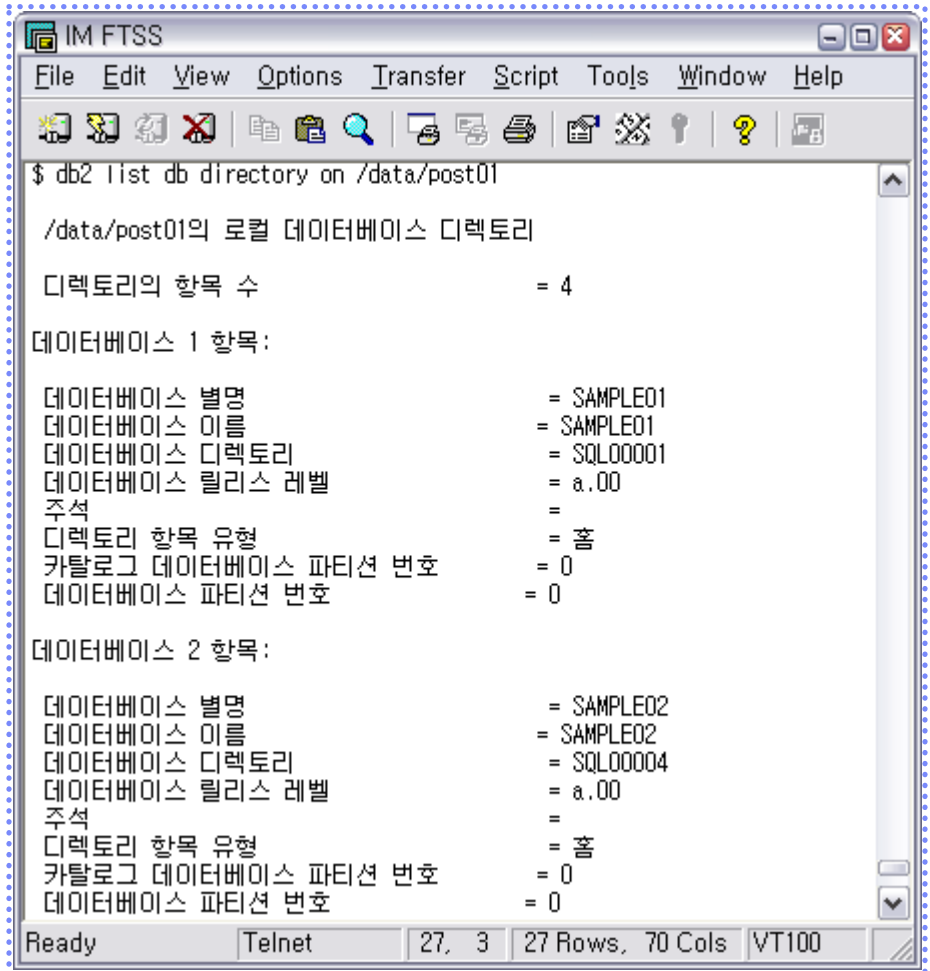 IM FTSS
File Edit View Options Transfer Script Tools Window Help
$ db2 list db directory on /data/post01
/data/post01의 로컬 데이터베이스 디렉토리
디렉토리의 항목 수 = 4
데이터베이스 1 항목:
데이터베이스 별명 = SAMPLE01
데이터베이스 이름 = SAMPLE01
데이터베이스 디렉토리 = SQL00001
데이터베이스 릴리스 레벨 = a.00
주석 =
디렉토리 항목 유형 = 홈
카탈로그 데이터베이스 파티션 번호 = 0
데이터베이스 파티션 번호 = 0
데이터베이스 2 항목:
데이터베이스 별명 = SAMPLE02
데이터베이스 이름 = SAMPLE02
데이터베이스 디렉토리 = SQL00004
데이터베이스 릴리스 레벨 = a.00
주석 =
디렉토리 항목 유형 = 홈
카탈로그 데이터베이스 파티션 번호 = 0
데이터베이스 파티션 번호 = 0
Ready Telnet 27, 3 27 Rows, 70 Cols VT100